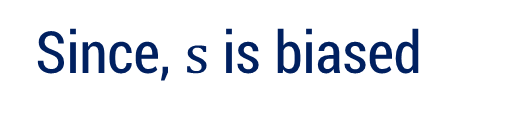 Since, s is biased